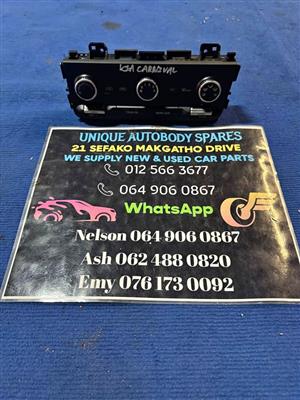 KIA CARNIVAL
UNIQUE AUTOBODY SPARES
21 SEFAKO MAKGATHO DRIVE
WE SUPPLY NEW & USED CAR PARTS
012 566 3677
064 906 0867
WhatsApp
Nelson 064 906 0867
Ash 062 488 0820
Emy 076 173 0092